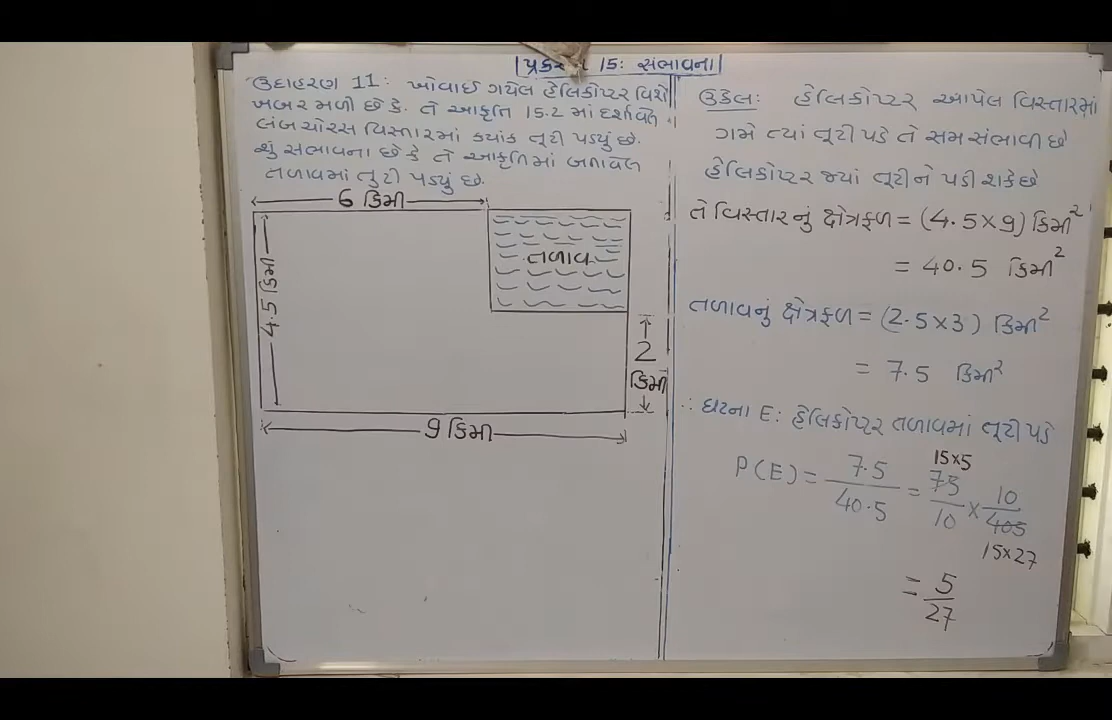 પ્રકરણ 15: સંભાવના
ઉદાહરણ 11: ખોવાઈ ગયેલ હેલિકોપ્ટર વિશે
ખબર મળી છે કે તે આકૃતિ 15.2 માં દર્શાવેલ
લંબચોરસ વિસ્તારમાં કયાંક તૂટી પડ્યું છે.
શું સંભાવના છે કે તે આકૃતિમાં બતાવેલ
તળાવમાં તુટી પડ્યું છે.
6 કિમી
તળાવ
4.5 કિમી
2
કિમી
9 કિમી
ઉકેલ: હેલિકોપ્ટર આપેલ વિસ્તારમાં
ગમે ત્યાં તૂટી પડે તે સમસંભાવી છે
હેલિકોપ્ટર જ્યાં તૂટીને પડી શકે છે
તે વિસ્તારનું ક્ષેત્રફળ = (4.5 × 9) કિમી²
= 40.5 કિમી²
તળાવનું ક્ષેત્રફળ = (2.5 × 3) કિમી²
= 7.5 કિમી²
∴ ઘટના E: હેલિકોપ્ટર તળાવમાં તૂટી પડે
15×5
P(E) = 7.5/40.5 = 75/10 × 10/405
15×27
= 5/27